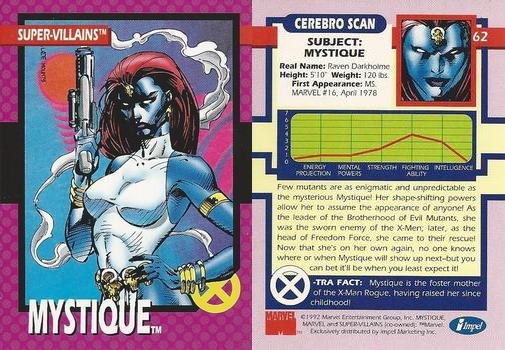 SUPER-VILLAINS™
MYSTIQUE™
CEREBRO SCAN
62
SUBJECT:
MYSTIQUE
Real Name: Raven Darkholme
Height: 5'10" Weight: 120 lbs.
First Appearance: MS.
MARVEL #16, April 1978
7
6
5
4
3
2
1
ENERGY PROJECTION
MENTAL POWERS
STRENGTH
FIGHTING ABILITY
INTELLIGENCE
Few mutants are as enigmatic and unpredictable as
the mysterious Mystique! Her shape-shifting powers
allow her to assume the appearance of anyone! As
the leader of the Brotherhood of Evil Mutants, she
was the sworn enemy of the X-Men; later, as the
head of Freedom Force, she came to their rescue!
Now that she's on her own again, no one knows
where or when Mystique will show up next–but you
can bet it'll be when you least expect it!
X
-TRA FACT: Mystique is the foster mother
of the X-Man Rogue, having raised her since
childhood!
MARVEL
©1992 Marvel Entertainment Group, Inc. MYSTIQUE,
MARVEL and SUPER-VILLAINS (co-owned); ™Marvel.
Exclusively distributed by Impel Marketing Inc.
Impel